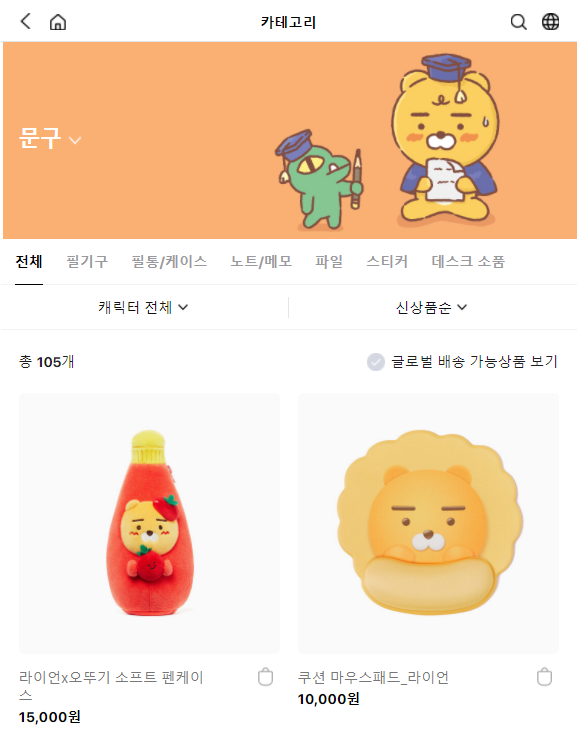 카테고리
문구
전체 필기구 필통/케이스 노트/메모 파일 스티커 데스크 소품
캐릭터 전체 신상품순
총 105개 글로벌 배송 가능상품 보기
라이언x오뚜기 소프트 펜케이
스
15,000원
쿠션 마우스패드_라이언
10,000원